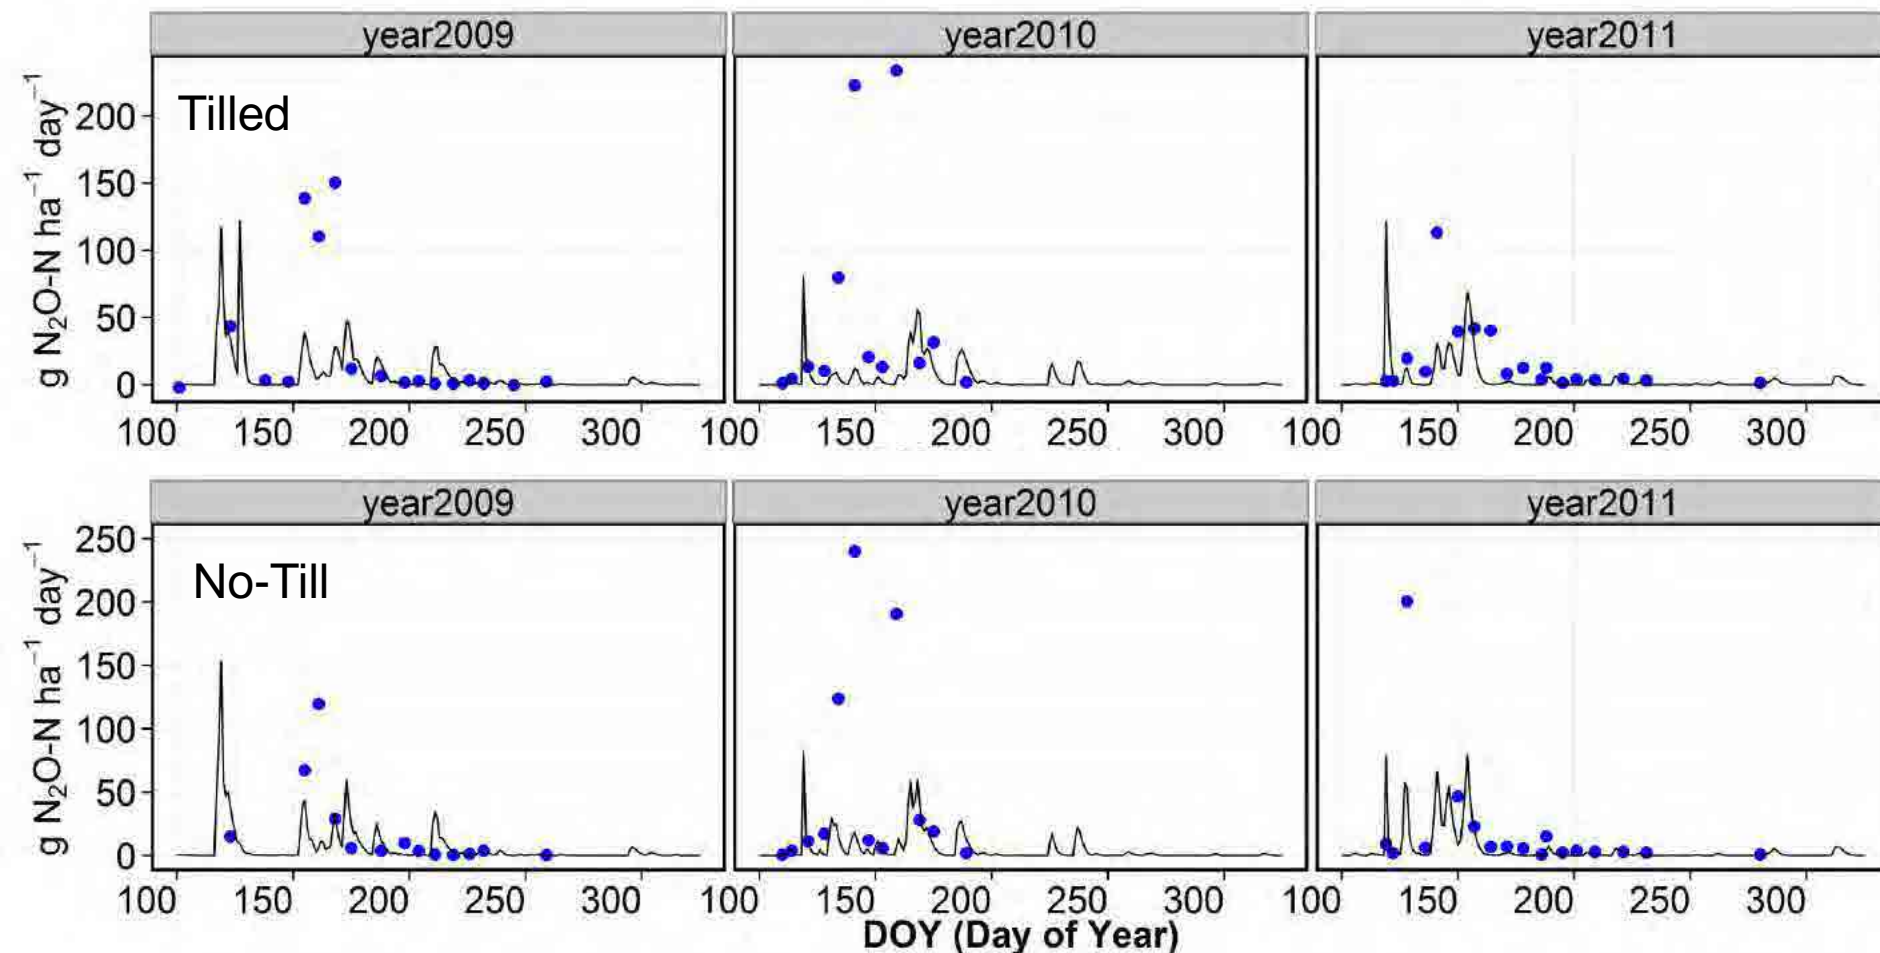 year2009 year2010 year2011
g N₂O-N ha⁻¹ day⁻¹
Tilled
200
150
100
50
0
100 150 200 250 300 100 150 200 250 300 100 150 200 250 300
year2009 year2010 year2011
g N₂O-N ha⁻¹ day⁻¹
No-Till
250
200
150
100
50
0
100 150 200 250 300 100 150 200 250 300 100 150 200 250 300
DOY (Day of Year)